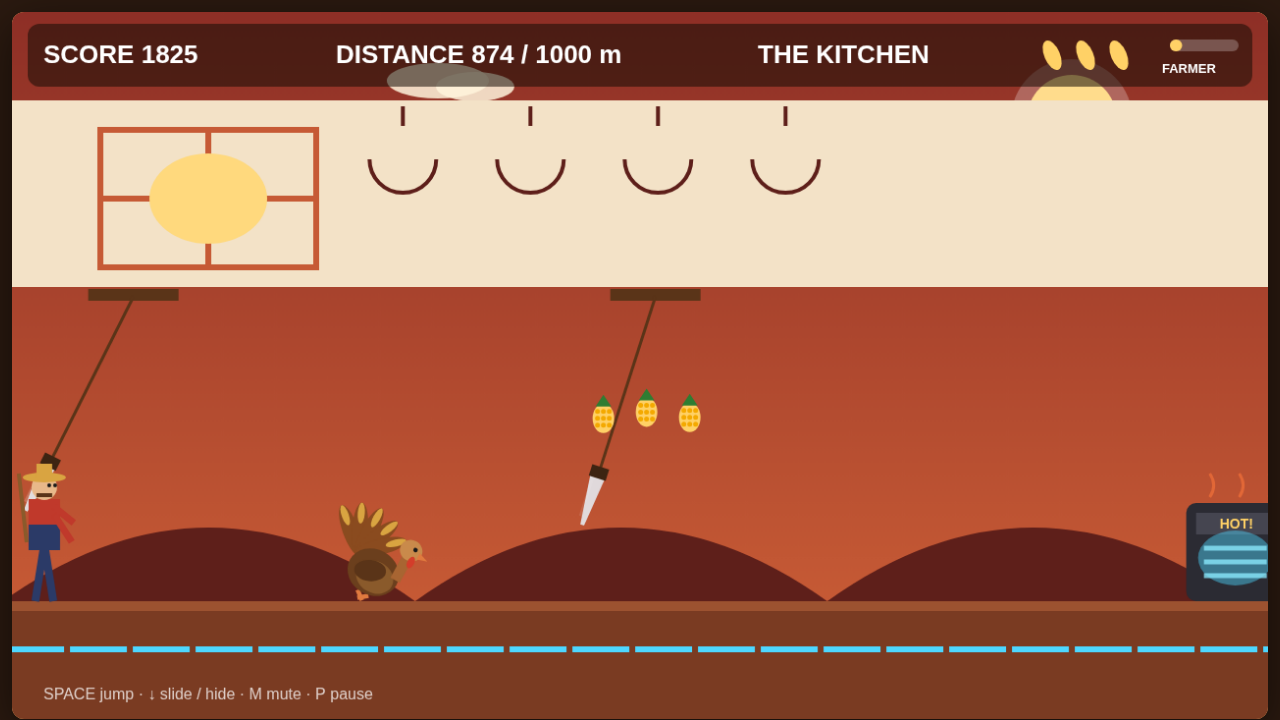 SCORE 1825
DISTANCE 874 / 1000 m
THE KITCHEN
FARMER
HOT!
SPACE jump · ↓ slide / hide · M mute · P pause